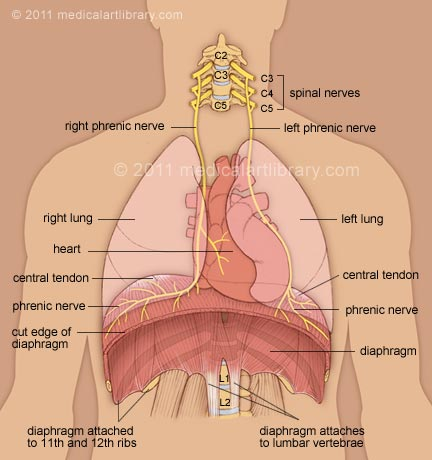 © 2011 medicalartlibrary.com
C2
C3
C5
C3
C4
C5
spinal nerves
right phrenic nerve
left phrenic nerve
© 2011 medicalartlibrary.com
right lung
left lung
heart
central tendon
central tendon
phrenic nerve
phrenic nerve
cut edge of
diaphragm
diaphragm
L1
L2
diaphragm attached
to 11th and 12th ribs
diaphragm attaches
to lumbar vertebrae